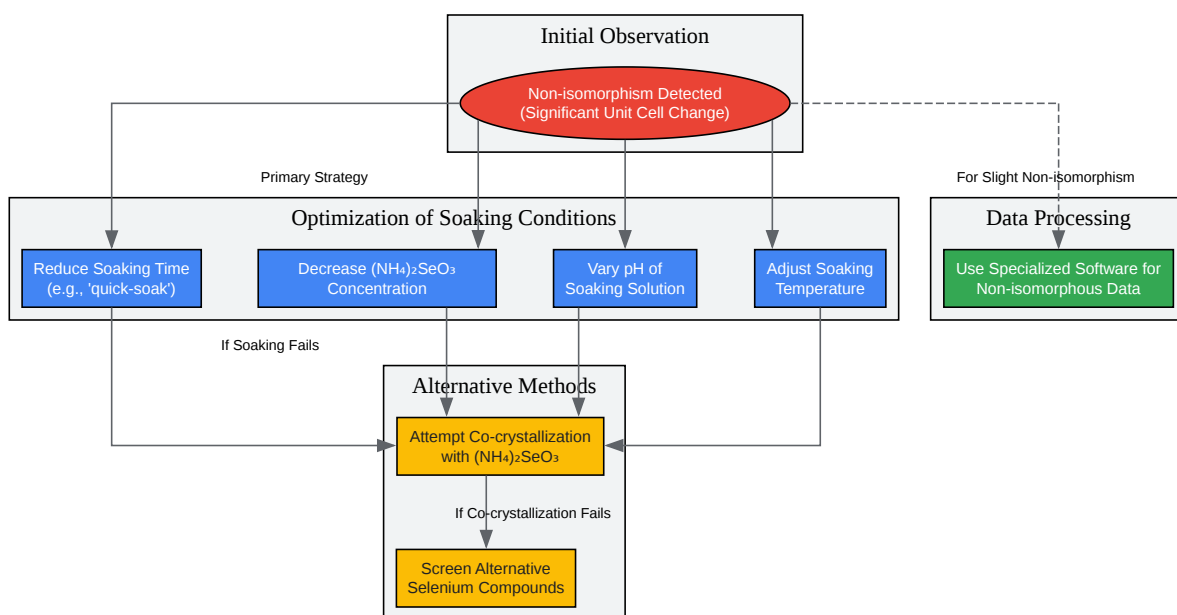 Initial Observation
Non-isomorphism Detected
(Significant Unit Cell Change)
Primary Strategy
For Slight Non-isomorphism
Optimization of Soaking Conditions
Data Processing
Reduce Soaking Time
(e.g., 'quick-soak')
Decrease (NH₄)₂SeO₃
Concentration
Vary pH of
Soaking Solution
Adjust Soaking
Temperature
Use Specialized Software for
Non-isomorphous Data
If Soaking Fails
Alternative Methods
Attempt Co-crystallization
with (NH₄)₂SeO₃
If Co-crystallization Fails
Screen Alternative
Selenium Compounds